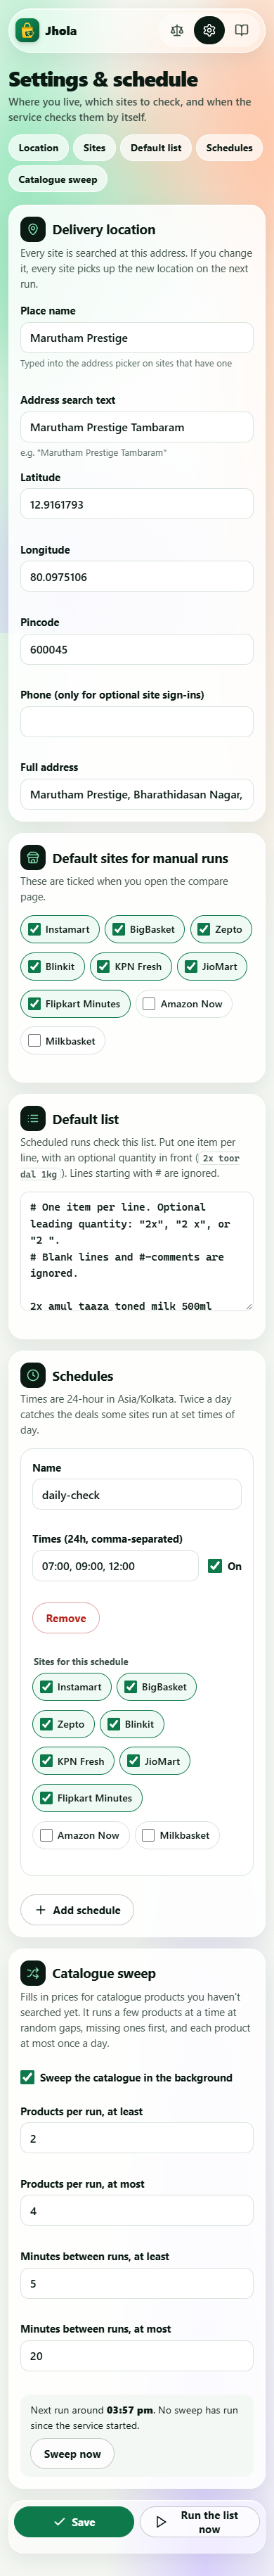 Jhola
Settings & schedule
Where you live, which sites to check, and when the
service checks them by itself.
Location
Sites
Default list
Schedules
Catalogue sweep
Delivery location
Every site is searched at this address. If you change
it, every site picks up the new location on the next
run.
Place name
Marutham Prestige
Typed into the address picker on sites that have one
Address search text
Marutham Prestige Tambaram
e.g. "Marutham Prestige Tambaram"
Latitude
12.9161793
Longitude
80.0975106
Pincode
600045
Phone (only for optional site sign-ins)
Full address
Marutham Prestige, Bharathidasan Nagar,
Default sites for manual runs
These are ticked when you open the compare
page.
Instamart
BigBasket
Zepto
Blinkit
KPN Fresh
JioMart
Flipkart Minutes
Amazon Now
Milkbasket
Default list
Scheduled runs check this list. Put one item per
line, with an optional quantity in front ( 2x toor
dal 1kg ). Lines starting with # are ignored.
# One item per line. Optional
leading quantity: "2x", "2 x", or
"2 ".
# Blank lines and #-comments are
ignored.
2x amul taaza toned milk 500ml
Schedules
Times are 24-hour in Asia/Kolkata. Twice a day
catches the deals some sites run at set times of
day.
Name
daily-check
Times (24h, comma-separated)
07:00, 09:00, 12:00
On
Remove
Sites for this schedule
Instamart
BigBasket
Zepto
Blinkit
KPN Fresh
JioMart
Flipkart Minutes
Amazon Now
Milkbasket
Add schedule
Catalogue sweep
Fills in prices for catalogue products you haven't
searched yet. It runs a few products at a time at
random gaps, missing ones first, and each product
at most once a day.
Sweep the catalogue in the background
Products per run, at least
2
Products per run, at most
4
Minutes between runs, at least
5
Minutes between runs, at most
20
Next run around 03:57 pm. No sweep has run
since the service started.
Sweep now
Save
Run the list
now